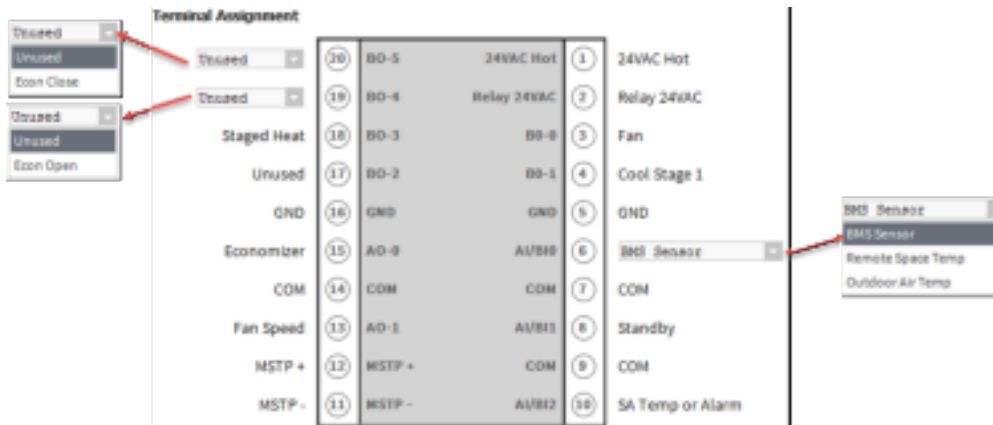 Terminal Assignment
Unused
Unused
Econ Close
Unused
Unused
Econ Open
Unused 20 BO-5 24VAC Hot 1 24VAC Hot
Unused 19 BO-4 Relay 24VAC 2 Relay 24VAC
Staged Heat 18 BO-3 B0-0 3 Fan
Unused 17 BO-2 B0-1 4 Cool Stage 1
GND 16 GND GND 5 GND
Economizer 15 AO-0 AI/BI0 6 BMS Sensor
COM 14 COM COM 7 COM
Fan Speed 13 AO-1 AI/BI1 8 Standby
MSTP + 12 MSTP + COM 9 COM
MSTP - 11 MSTP - AI/BI2 10 SA Temp or Alarm
BMS Sensor
BMS Sensor
Remote Space Temp
Outdoor Air Temp